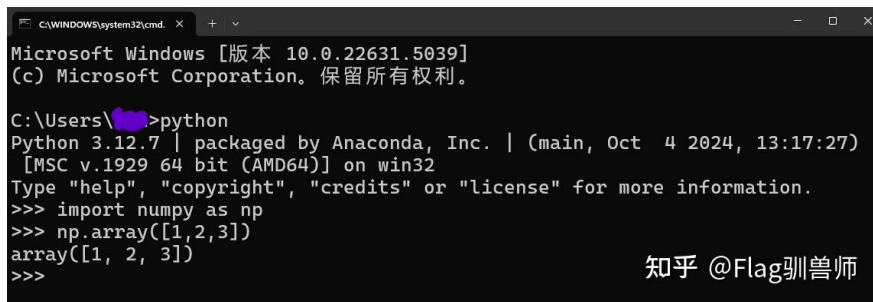 C:\WINDOWS\system32\cmd.
Microsoft Windows [版本 10.0.22631.5039]
(c) Microsoft Corporation。保留所有权利。
C:\Users\>python
Python 3.12.7 | packaged by Anaconda, Inc. | (main, Oct  4 2024, 13:17:27)
[MSC v.1929 64 bit (AMD64)] on win32
Type "help", "copyright", "credits" or "license" for more information.
>>> import numpy as np
>>> np.array([1,2,3])
array([1, 2, 3])
>>>
知乎 @Flag驯兽师